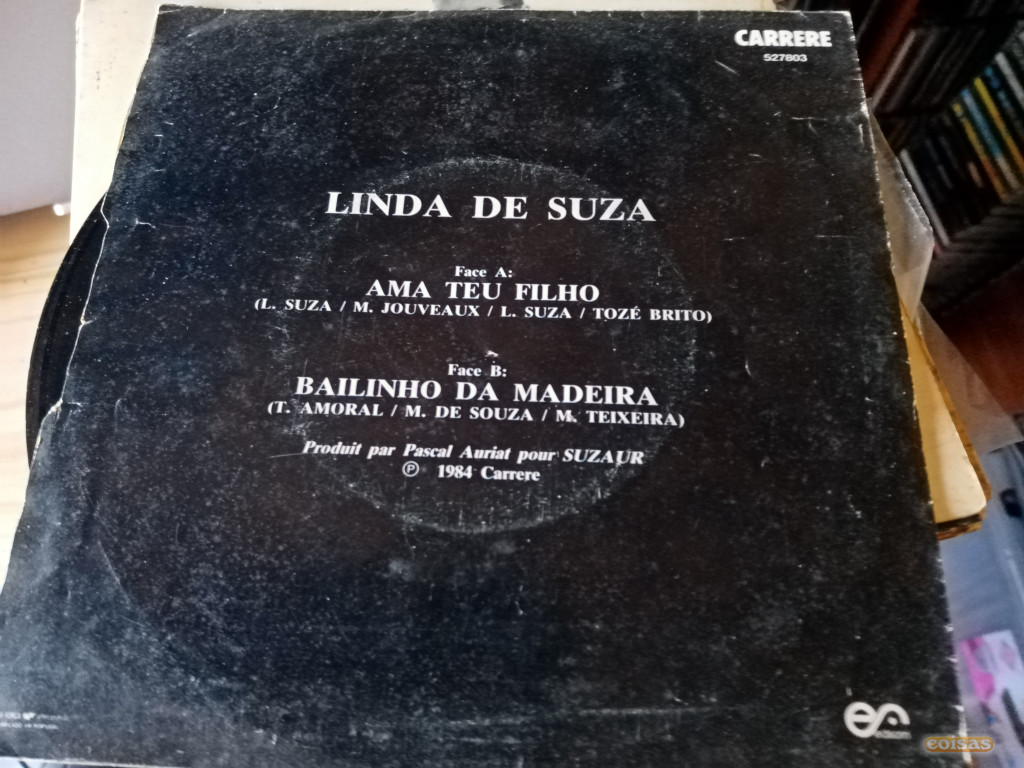 CARRERE
527803
LINDA DE SUZA
Face A:
AMA TEU FILHO
(L. SUZA / M. JOUVEAUX / L. SUZA / TOZÉ BRITO)
Face B:
BAILINHO DA MADEIRA
(T. AMORAL / M. DE SOUZA / M. TEIXEIRA)
Produit par Pascal Auriat pour SUZAUR
Ⓟ 1984 Carrere
coisas